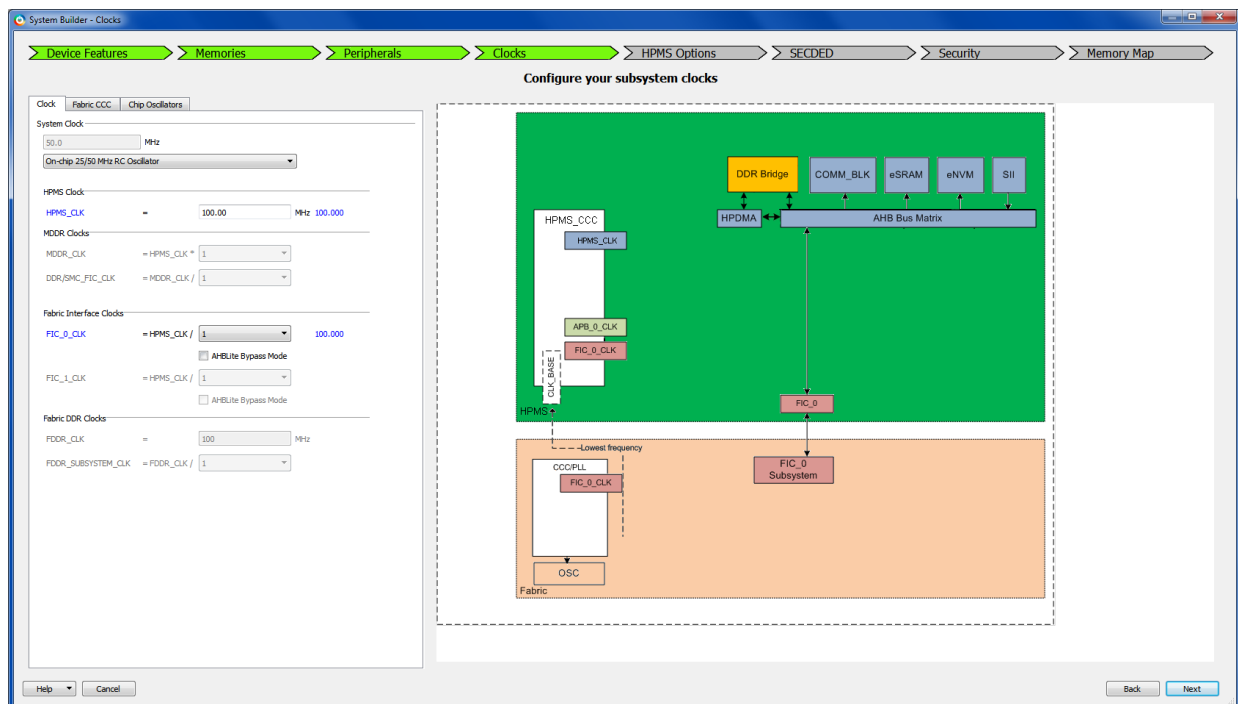 System Builder - Clocks
Device Features
Memories
Peripherals
Clocks
HPMS Options
SECDED
Security
Memory Map
Configure your subsystem clocks
Clock
Fabric CCC
Chip Oscillators
System Clock
50.0 MHz
On-chip 25/50 MHz RC Oscillator
HPMS Clock
HPMS_CLK = 100.00 MHz 100.000
MDDR Clocks
MDDR_CLK = HPMS_CLK * 1
DDR/SMC_FIC_CLK = MDDR_CLK / 1
Fabric Interface Clocks
FIC_0_CLK = HPMS_CLK / 1 100.000
AHBLite Bypass Mode
FIC_1_CLK = HPMS_CLK / 1
AHBLite Bypass Mode
Fabric DDR Clocks
FDDR_CLK = 100 MHz
FDDR_SUBSYSTEM_CLK = FDDR_CLK / 1
DDR Bridge
COMM_BLK
eSRAM
eNVM
SII
HPDMA
AHB Bus Matrix
HPMS_CCC
HPMS_CLK
APB_0_CLK
FIC_0_CLK
CLK_BASE
HPMS
FIC_0
Lowest frequency
CCC/PLL
FIC_0_CLK
FIC_0
Subsystem
OSC
Fabric
Help
Cancel
Back
Next